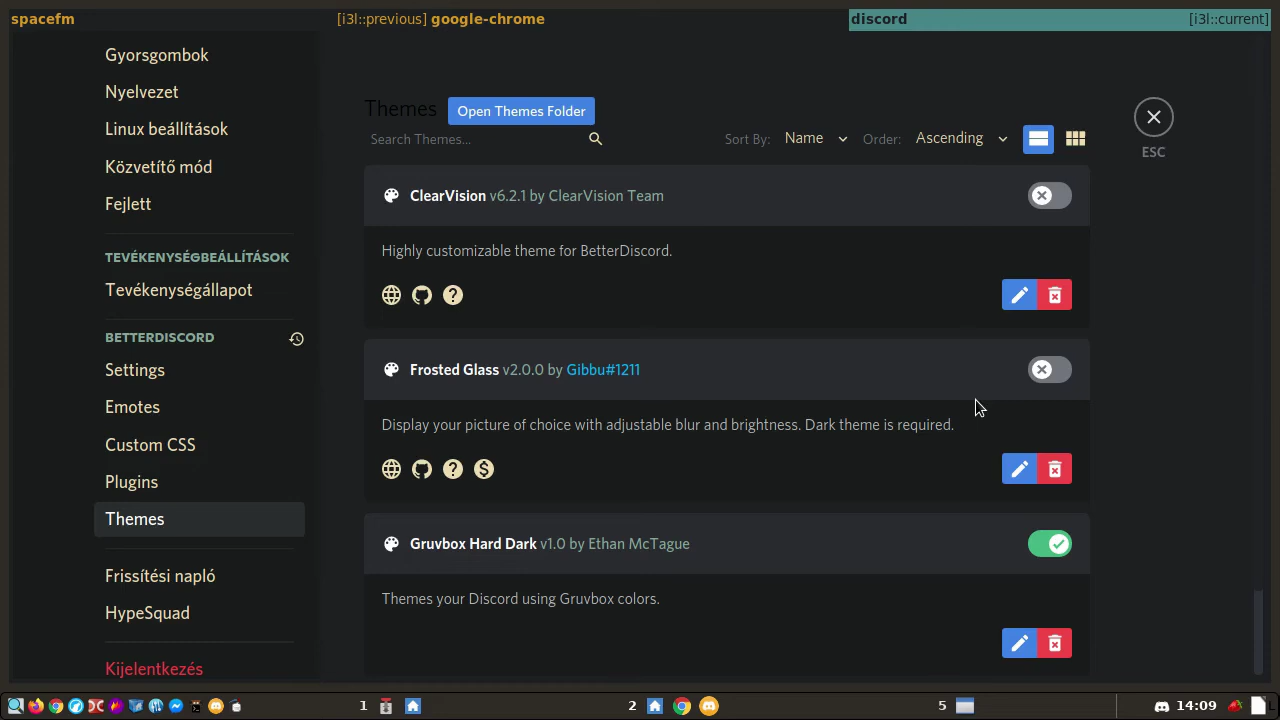 spacefm
[i3l::previous] google-chrome
discord
[i3l::current]
Gyorsgombok
Nyelvezet
Linux beállítások
Közvetítő mód
Fejlett
TEVÉKENYSÉGBEÁLLÍTÁSOK
Tevékenységállapot
BETTERDISCORD
Settings
Emotes
Custom CSS
Plugins
Themes
Frissítési napló
HypeSquad
Kijelentkezés
Themes
Open Themes Folder
Search Themes...
Sort By: Name
Order: Ascending
ESC
ClearVision v6.2.1 by ClearVision Team
Highly customizable theme for BetterDiscord.
Frosted Glass v2.0.0 by Gibbu#1211
Display your picture of choice with adjustable blur and brightness. Dark theme is required.
Gruvbox Hard Dark v1.0 by Ethan McTague
Themes your Discord using Gruvbox colors.
1
2
5
14:09